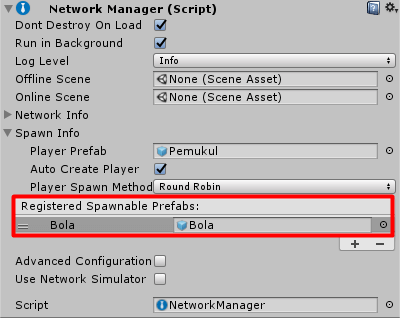 Network Manager (Script)
Dont Destroy On Load
Run in Background
Log Level Info
Offline Scene None (Scene Asset)
Online Scene None (Scene Asset)
Network Info
Spawn Info
Player Prefab Pemukul
Auto Create Player
Player Spawn Method Round Robin
Registered Spawnable Prefabs:
Bola Bola
Advanced Configuration
Use Network Simulator
Script NetworkManager